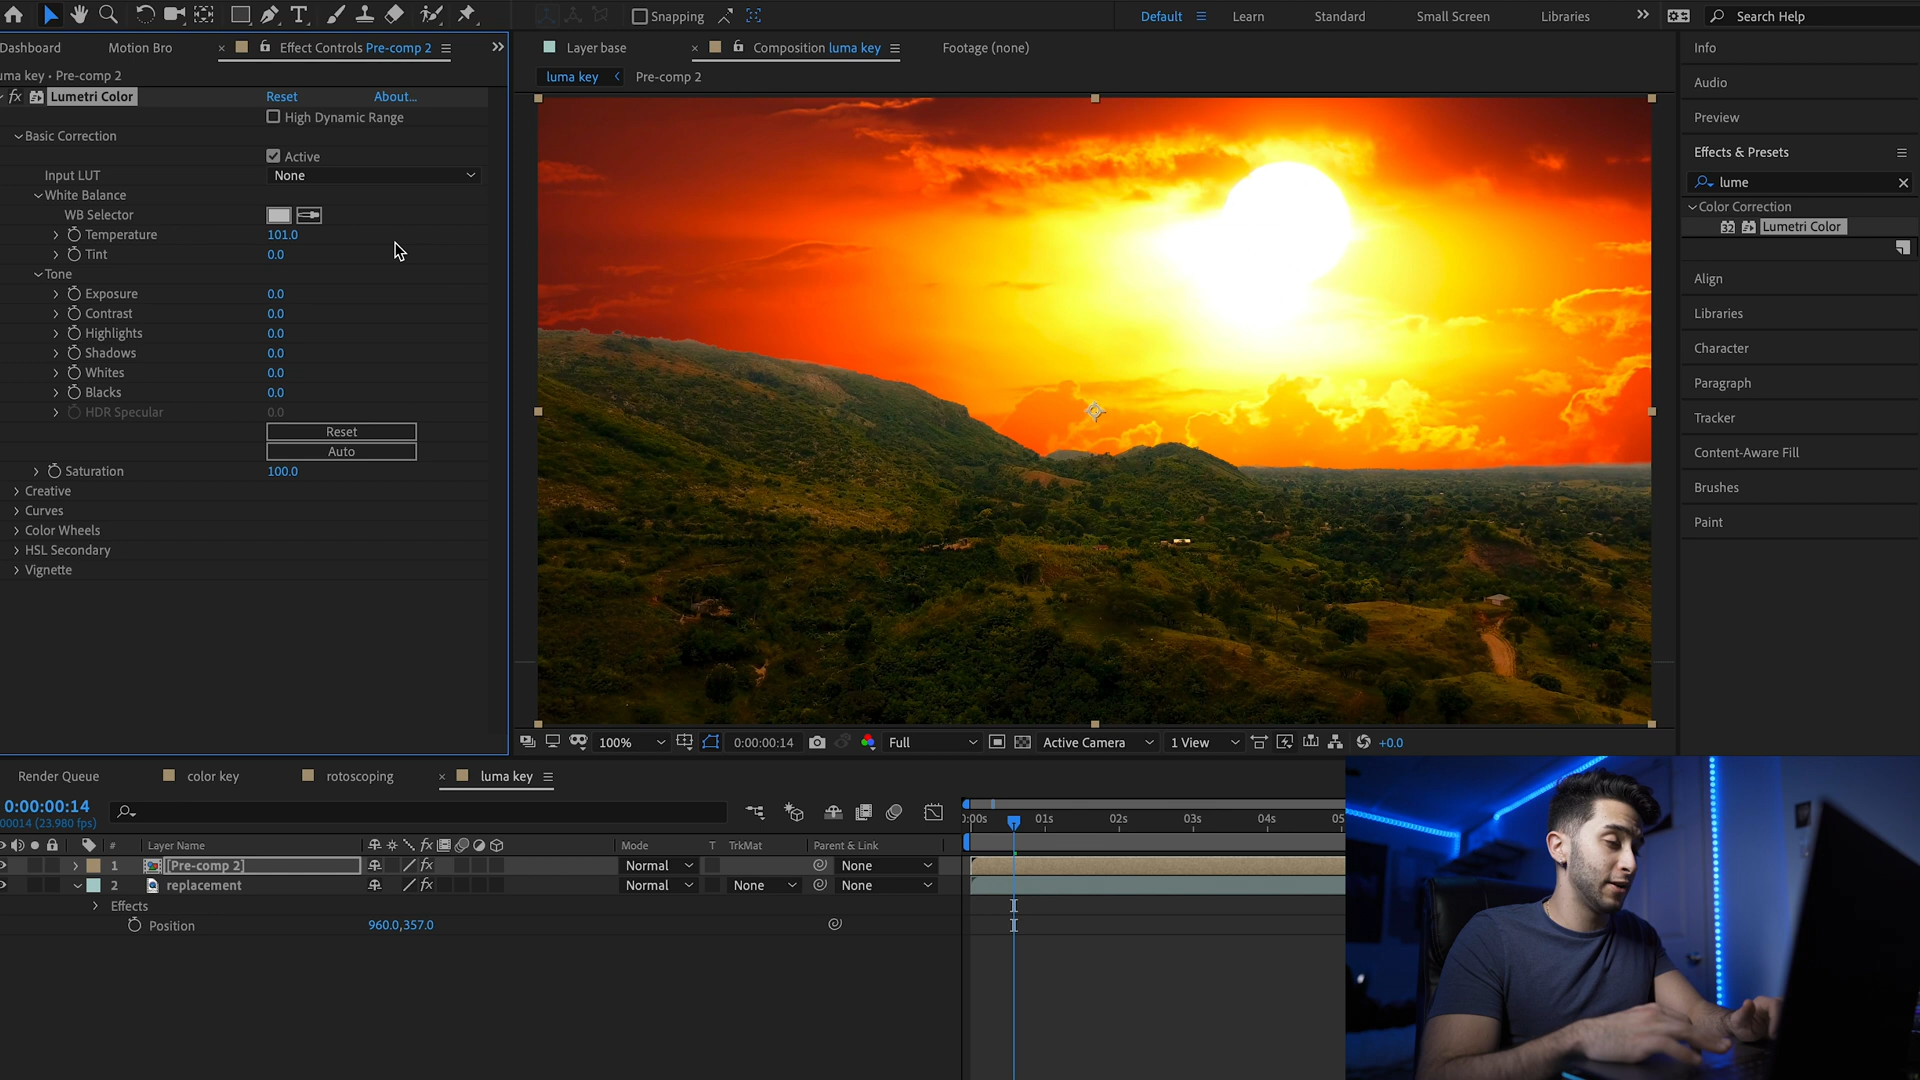 Snapping
Default
Learn
Standard
Small Screen
Libraries
Search Help
Dashboard
Motion Bro
Effect Controls Pre-comp 2
Layer base
Composition luma key
Footage (none)
Info
uma key • Pre-comp 2
luma key
Pre-comp 2
Audio
fx Lumetri Color
Reset
About...
High Dynamic Range
Preview
Basic Correction
Active
Effects & Presets
Input LUT
None
lume
White Balance
Color Correction
WB Selector
32 Lumetri Color
Temperature
101.0
Tint
0.0
Tone
Align
Exposure
0.0
Contrast
0.0
Libraries
Highlights
0.0
Shadows
0.0
Character
Whites
0.0
Paragraph
Blacks
0.0
HDR Specular
0.0
Tracker
Reset
Auto
Content-Aware Fill
Saturation
100.0
Creative
Brushes
Curves
Color Wheels
Paint
HSL Secondary
Vignette
100%
0:00:00:14
Full
Active Camera
1 View
+0.0
Render Queue
color key
rotoscoping
luma key
0:00:00:14
00014 (23.980 fps)
:00s
01s
02s
03s
04s
05
#
Layer Name
fx
Mode
T
TrkMat
Parent & Link
1
[Pre-comp 2]
fx
Normal
None
2
replacement
fx
Normal
None
None
Effects
Position
960.0,357.0